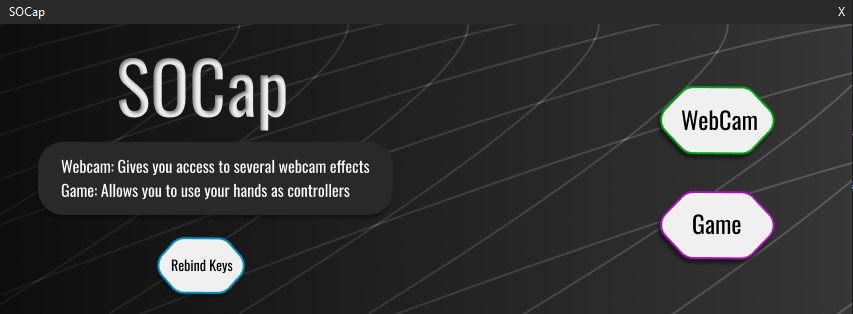 SOCap
X
SOCap
Webcam: Gives you access to several webcam effects
Game: Allows you to use your hands as controllers
Rebind Keys
WebCam
Game